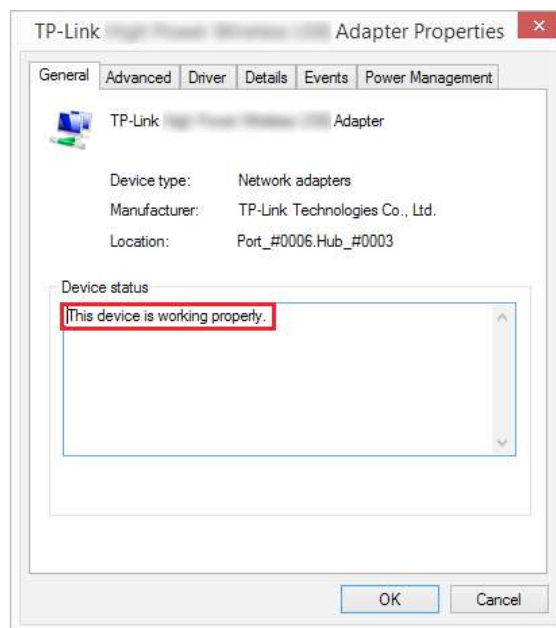 TP-Link Adapter Properties
General Advanced Driver Details Events Power Management
TP-Link Adapter
Device type: Network adapters
Manufacturer: TP-Link Technologies Co., Ltd.
Location: Port_#0006.Hub_#0003
Device status
This device is working properly.
OK Cancel